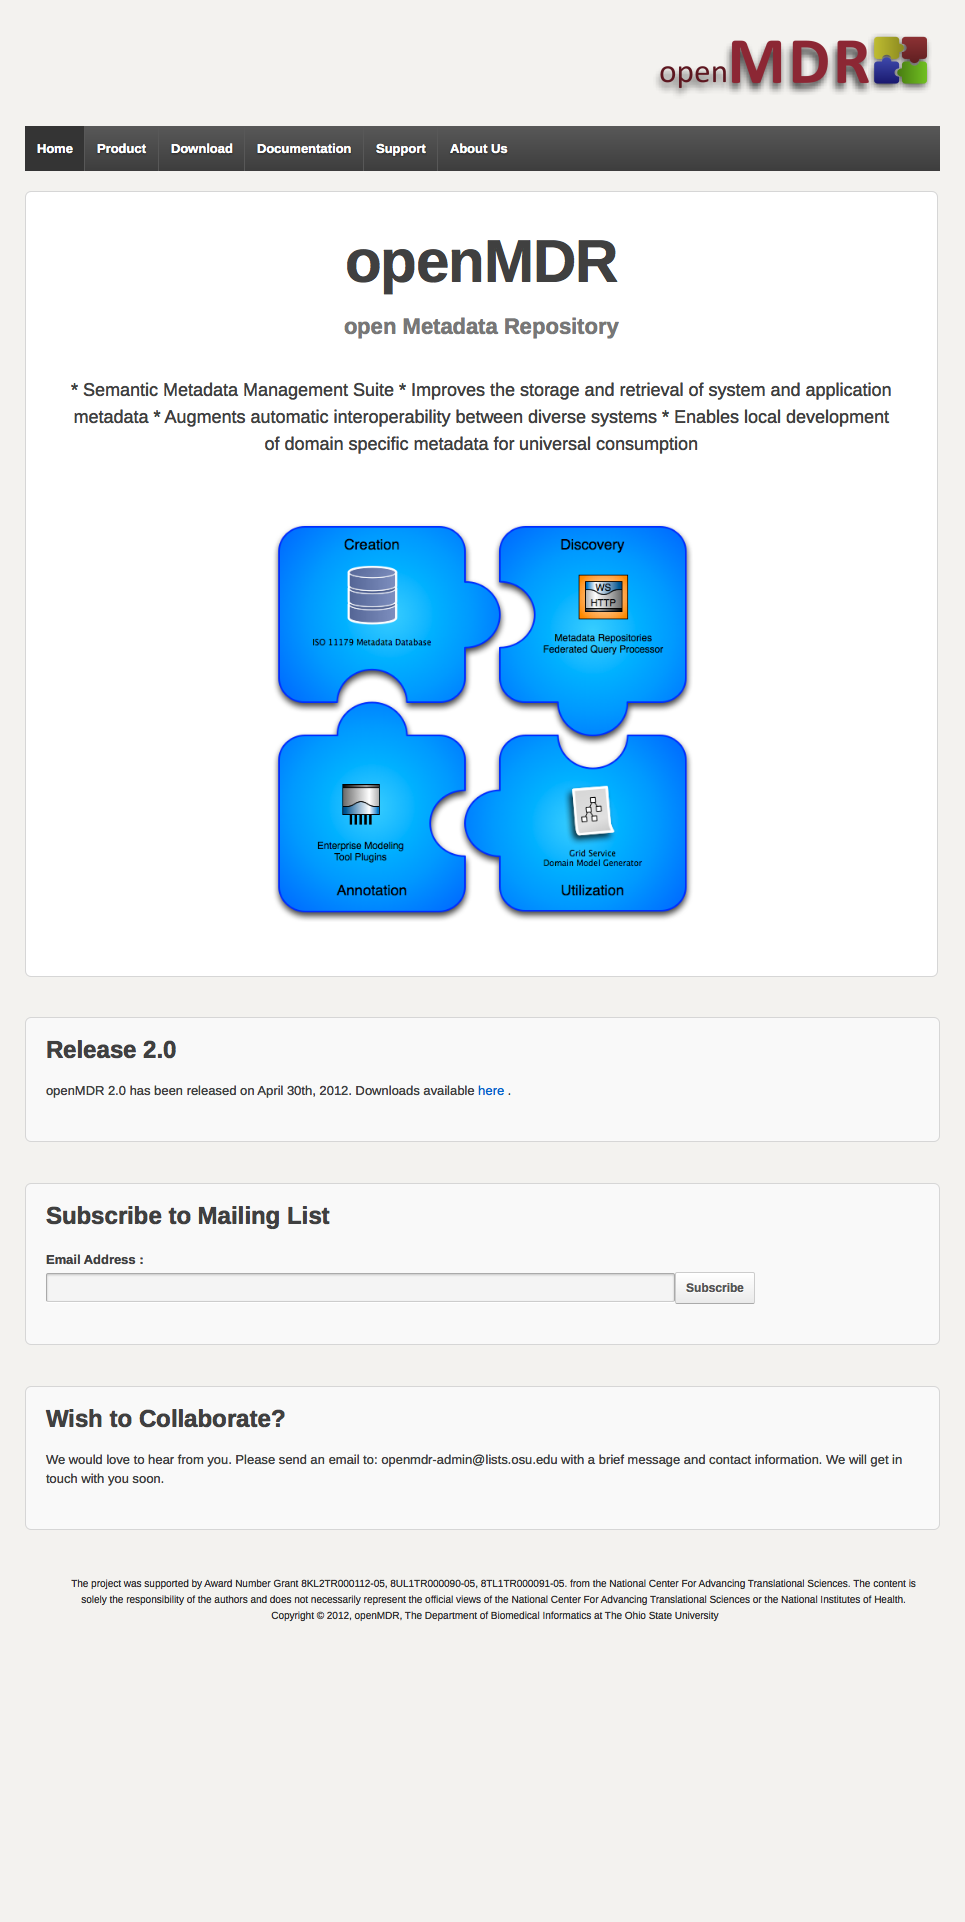 openMDR
Home Product Download Documentation Support About Us
openMDR
open Metadata Repository
* Semantic Metadata Management Suite * Improves the storage and retrieval of system and application
metadata * Augments automatic interoperability between diverse systems * Enables local development
of domain specific metadata for universal consumption
Creation
ISO 11179 Metadata Database
Discovery
WS
HTTP
Metadata Repositories
Federated Query Processor
Enterprise Modeling
Tool Plugins
Annotation
Grid Service
Domain Model Generator
Utilization
Release 2.0
openMDR 2.0 has been released on April 30th, 2012. Downloads available here .
Subscribe to Mailing List
Email Address :
Subscribe
Wish to Collaborate?
We would love to hear from you. Please send an email to: openmdr-admin@lists.osu.edu with a brief message and contact information. We will get in
touch with you soon.
The project was supported by Award Number Grant 8KL2TR000112-05, 8UL1TR000090-05, 8TL1TR000091-05. from the National Center For Advancing Translational Sciences. The content is
solely the responsibility of the authors and does not necessarily represent the official views of the National Center For Advancing Translational Sciences or the National Institutes of Health.
Copyright © 2012, openMDR, The Department of Biomedical Informatics at The Ohio State University